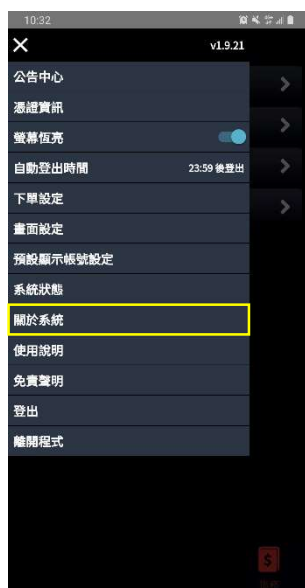 10:32
v1.9.21
公告中心
憑證資訊
螢幕恆亮
自動登出時間 23:59 後登出
下單設定
畫面設定
預設顯示帳號設定
系統狀態
關於系統
使用說明
免責聲明
登出
離開程式
$